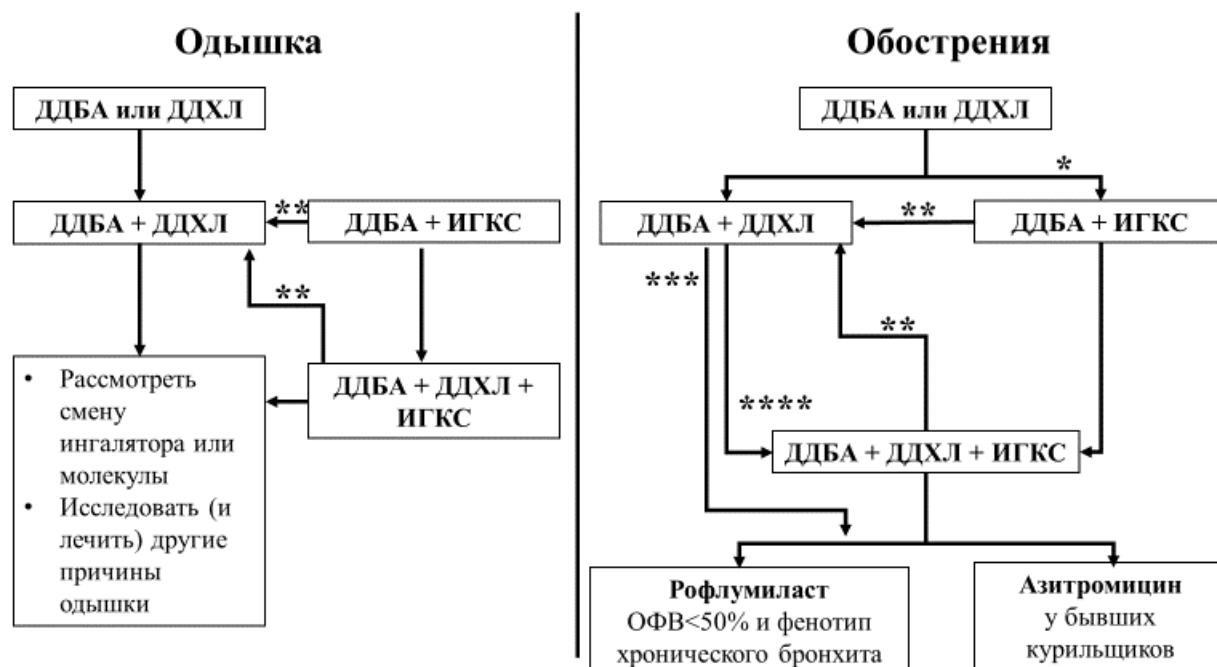 Одышка
ДДБА или ДДХЛ
ДДБА + ДДХЛ
**
ДДБА + ИГКС
**
ДДБА + ДДХЛ +
ИГКС
• Рассмотреть
смену
ингалятора или
молекулы
• Исследовать (и
лечить) другие
причины
одышки
Обострения
ДДБА или ДДХЛ
*
ДДБА + ДДХЛ
**
ДДБА + ИГКС
***
**
****
ДДБА + ДДХЛ + ИГКС
Рофлумиласт
ОФВ<50% и фенотип
хронического бронхита
Азитромицин
у бывших
курильщиков